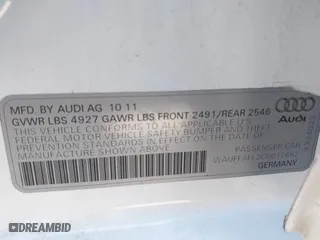 MFD. BY AUDI AG 10 11
GVWR LBS 4927 GAWR LBS FRONT 2491/REAR 2546
THIS VEHICLE CONFORMS TO ALL APPLICABLE U.S.
FEDERAL MOTOR VEHICLE SAFETY BUMPER AND THEFT
PREVENTION STANDARDS IN EFFECT ON THE DATE OF
MANUFACTURE SHOWN ABOVE
Audi
PASSENGER CAR
GERMANY
DEALERSHIP.CC